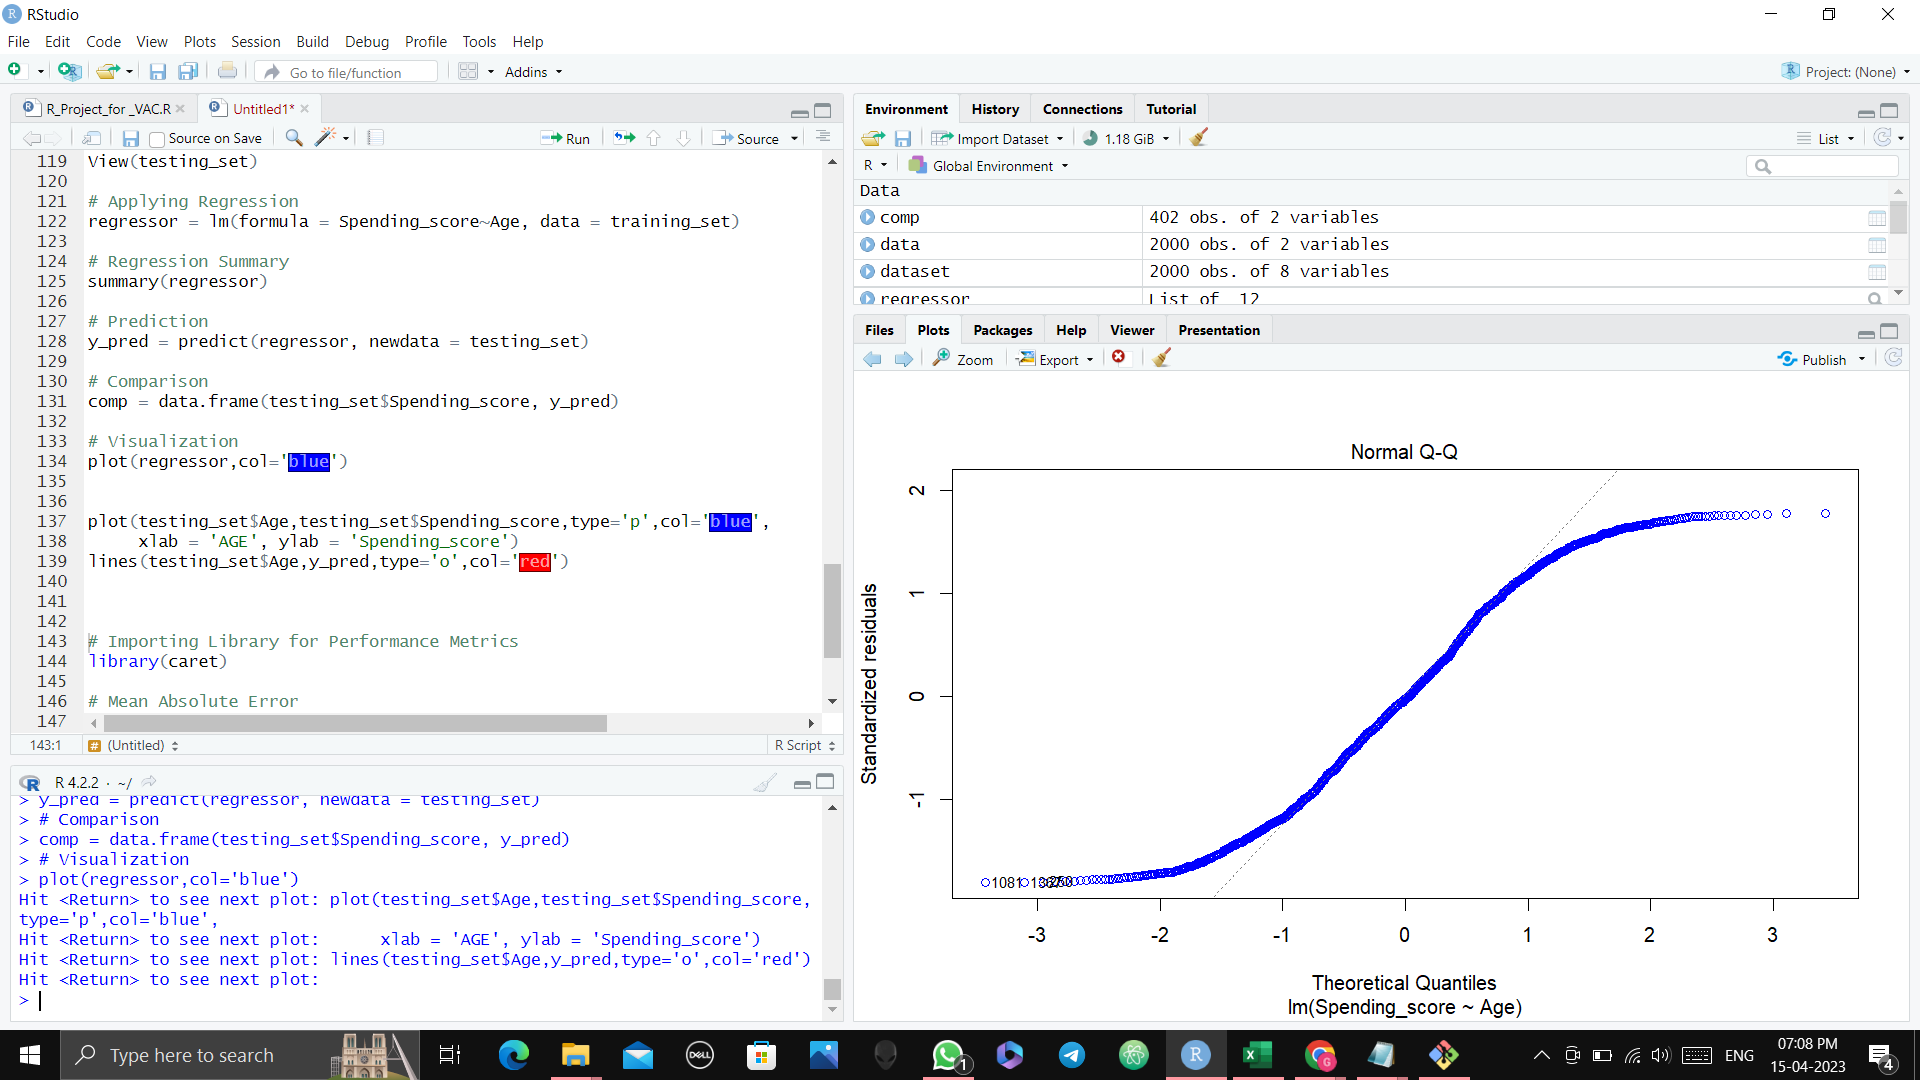 RStudio
File Edit Code View Plots Session Build Debug Profile Tools Help
Go to file/function Addins Project: (None)
R_Project_for _VAC.R Untitled1*
Source on Save Run Source
119 View(testing_set)
120
121 # Applying Regression
122 regressor = lm(formula = Spending_score~Age, data = training_set)
123
124 # Regression Summary
125 summary(regressor)
126
127 # Prediction
128 y_pred = predict(regressor, newdata = testing_set)
129
130 # Comparison
131 comp = data.frame(testing_set$Spending_score, y_pred)
132
133 # Visualization
134 plot(regressor,col='blue')
135
136
137 plot(testing_set$Age,testing_set$Spending_score,type='p',col='blue',
138      xlab = 'AGE', ylab = 'Spending_score')
139 lines(testing_set$Age,y_pred,type='o',col='red')
140
141
142
143 # Importing Library for Performance Metrics
144 library(caret)
145
146 # Mean Absolute Error
147
143:1 # (Untitled) R Script
R R 4.2.2 · ~/
> y_pred = predict(regressor, newdata = testing_set)
> # Comparison
> comp = data.frame(testing_set$Spending_score, y_pred)
> # Visualization
> plot(regressor,col='blue')
Hit <Return> to see next plot: plot(testing_set$Age,testing_set$Spending_score,
type='p',col='blue',
Hit <Return> to see next plot:      xlab = 'AGE', ylab = 'Spending_score')
Hit <Return> to see next plot: lines(testing_set$Age,y_pred,type='o',col='red')
Hit <Return> to see next plot:
>
Environment History Connections Tutorial
Import Dataset 1.18 GiB List
R Global Environment
Data
comp 402 obs. of 2 variables
data 2000 obs. of 2 variables
dataset 2000 obs. of 8 variables
regressor List of 12
Files Plots Packages Help Viewer Presentation
Zoom Export Publish
Normal Q-Q
Standardized residuals
2
1
0
-1
1081
-3 -2 -1 0 1 2 3
Theoretical Quantiles
lm(Spending_score ~ Age)
Type here to search DELL 1 R G ENG 07:08 PM
15-04-2023 4